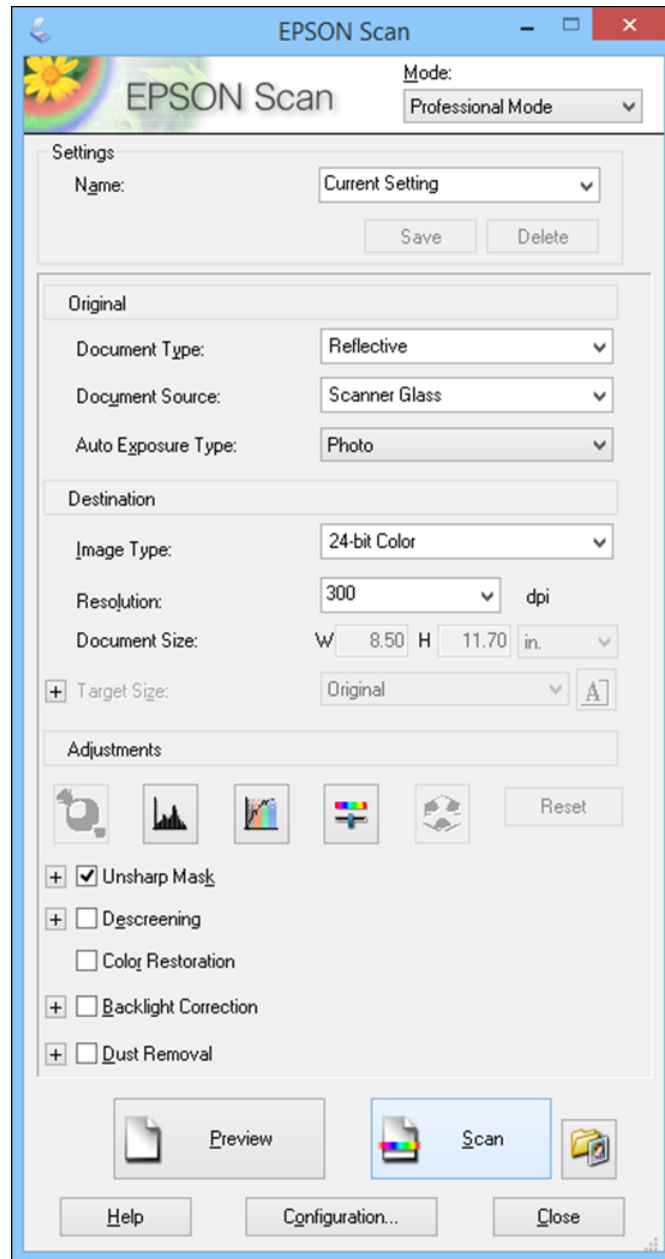 EPSON Scan
EPSON Scan
Mode:
Professional Mode
Settings
Name:
Current Setting
Save
Delete
Original
Document Type:
Reflective
Document Source:
Scanner Glass
Auto Exposure Type:
Photo
Destination
Image Type:
24-bit Color
Resolution:
300
dpi
Document Size:
W 8.50 H 11.70 in.
Target Size:
Original
A
Adjustments
Reset
Unsharp Mask
Descreening
Color Restoration
Backlight Correction
Dust Removal
Preview
Scan
Help
Configuration...
Close